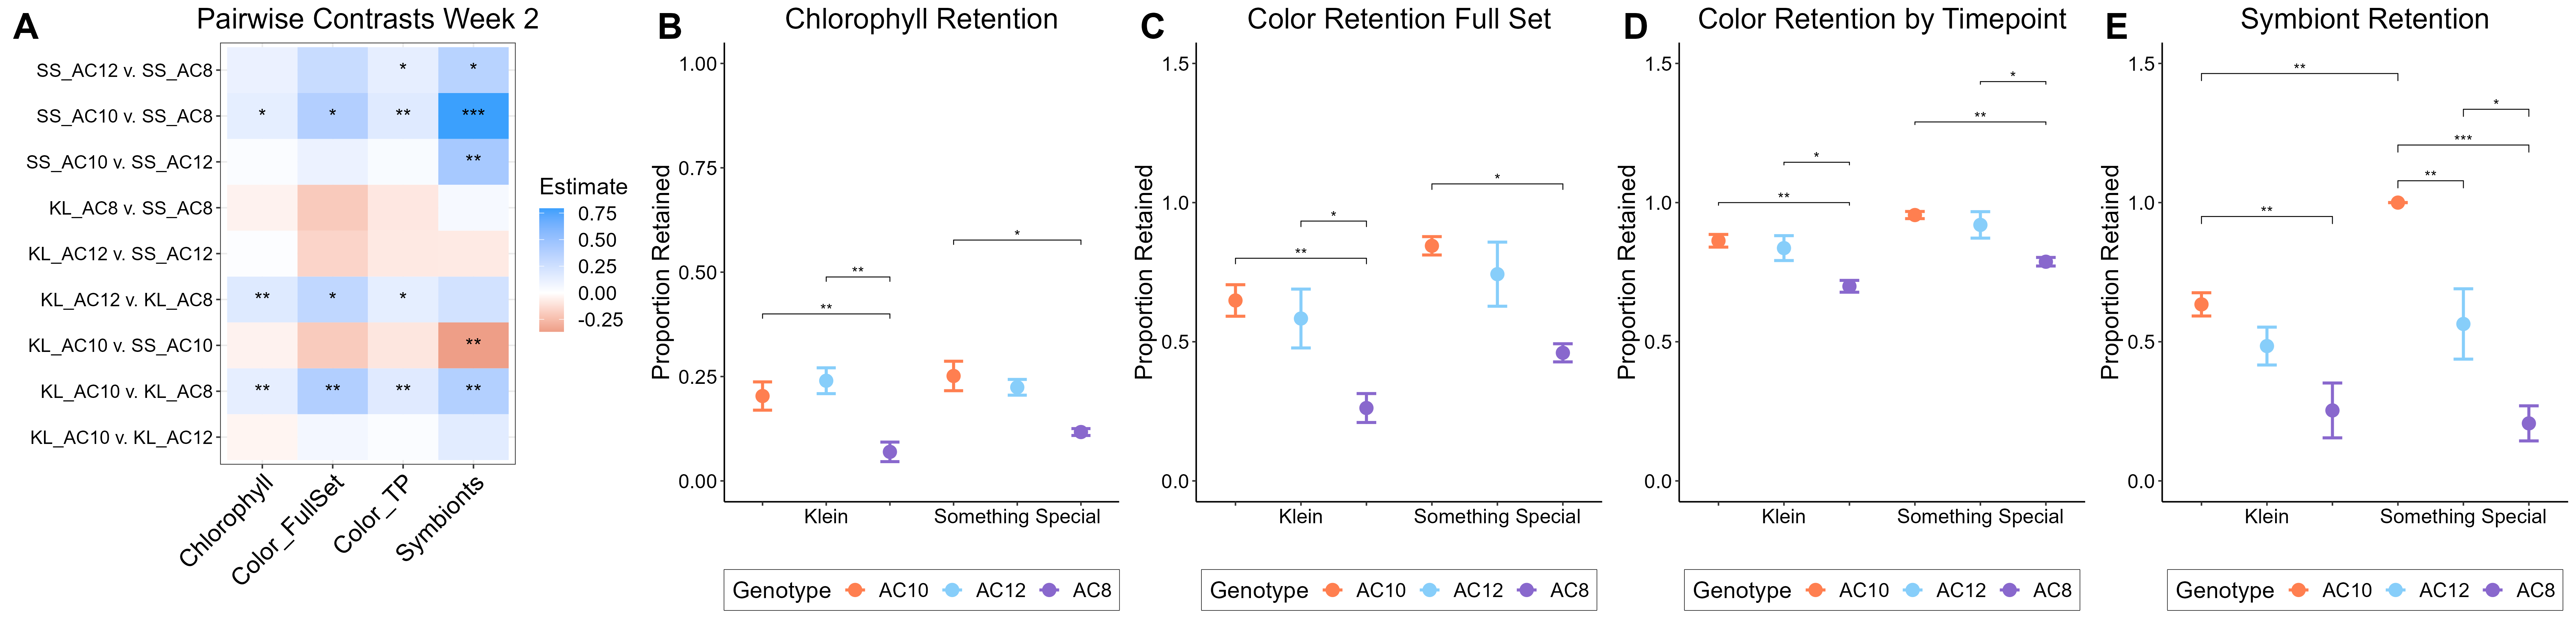 A
Pairwise Contrasts Week 2
SS_AC12 v. SS_AC8
* *
SS_AC10 v. SS_AC8
* * ** ***
SS_AC10 v. SS_AC12
**
KL_AC8 v. SS_AC8
KL_AC12 v. SS_AC12
KL_AC12 v. KL_AC8
** * *
KL_AC10 v. SS_AC10
**
KL_AC10 v. KL_AC8
** ** ** **
KL_AC10 v. KL_AC12
Chlorophyll
Color_FullSet
Color_TP
Symbionts
Estimate
0.75
0.50
0.25
0.00
-0.25
B
Chlorophyll Retention
Proportion Retained
1.00
0.75
0.50
0.25
0.00
*
**
**
Klein
Something Special
Genotype AC10 AC12 AC8
C
Color Retention Full Set
Proportion Retained
1.5
1.0
0.5
0.0
*
*
**
Klein
Something Special
Genotype AC10 AC12 AC8
D
Color Retention by Timepoint
Proportion Retained
1.5
1.0
0.5
0.0
*
**
*
**
Klein
Something Special
Genotype AC10 AC12 AC8
E
Symbiont Retention
Proportion Retained
1.5
1.0
0.5
0.0
**
*
***
**
**
Klein
Something Special
Genotype AC10 AC12 AC8